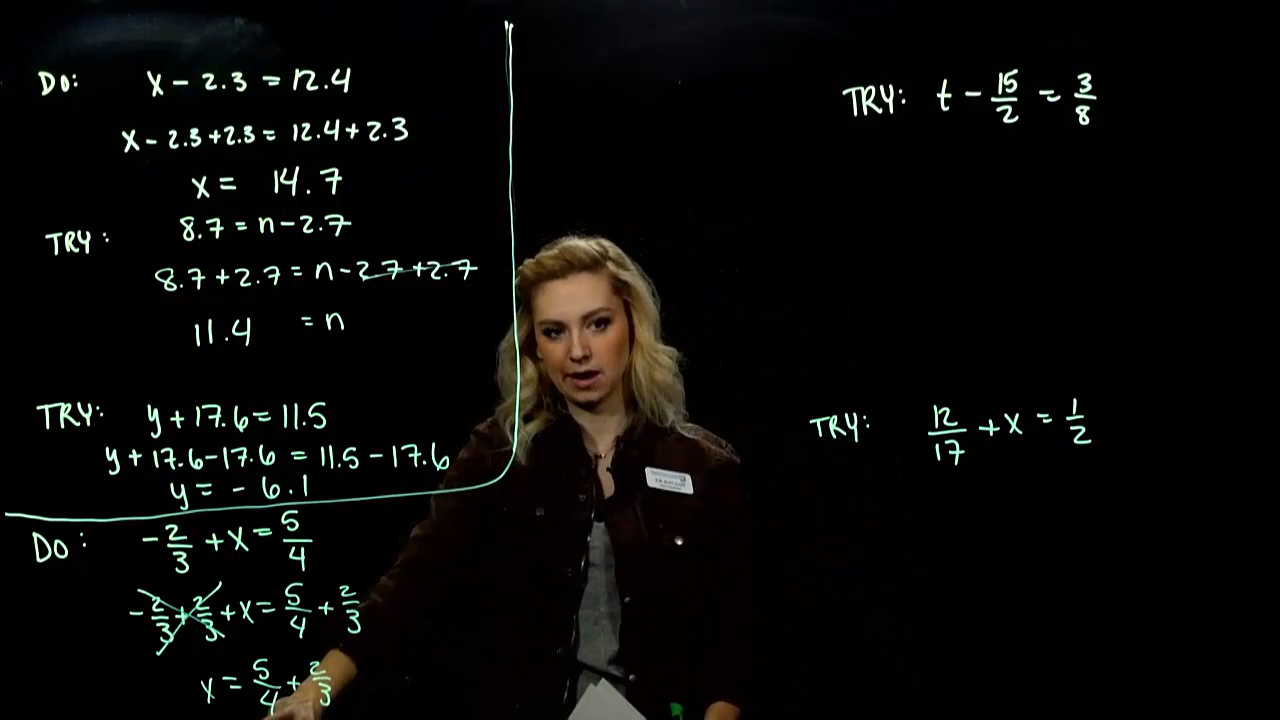 DO: x - 2.3 = 12.4
x - 2.3 + 2.3 = 12.4 + 2.3
x = 14.7
TRY: 8.7 = n - 2.7
8.7 + 2.7 = n - 2.7 + 2.7
11.4 = n
TRY: y + 17.6 = 11.5
y + 17.6 - 17.6 = 11.5 - 17.6
y = - 6.1
DO: - 2/3 + x = 5/4
- 2/3 + 2/3 + x = 5/4 + 2/3
x = 5/4 + 2/3
TRY: t - 15/2 = 3/8
TRY: 12/17 + x = 1/2